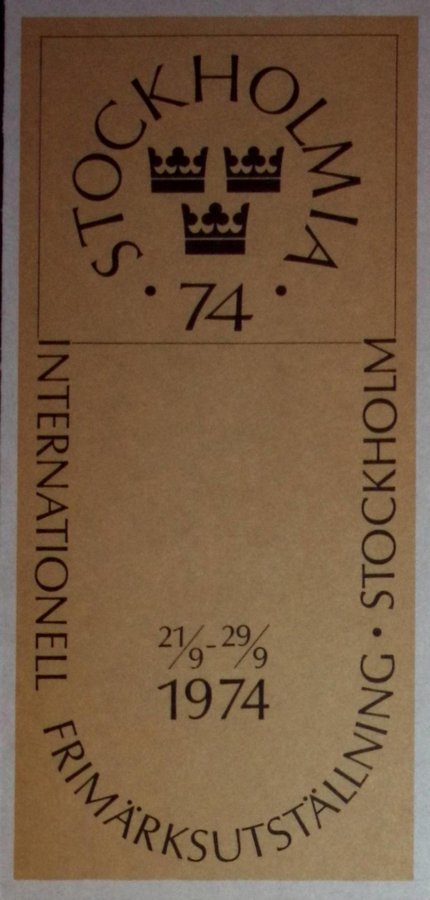 STOCKHOLMIA
· 74 ·
INTERNATIONELL FRIMÄRKSUTSTÄLLNING · STOCKHOLM
21/9-29/9
1974